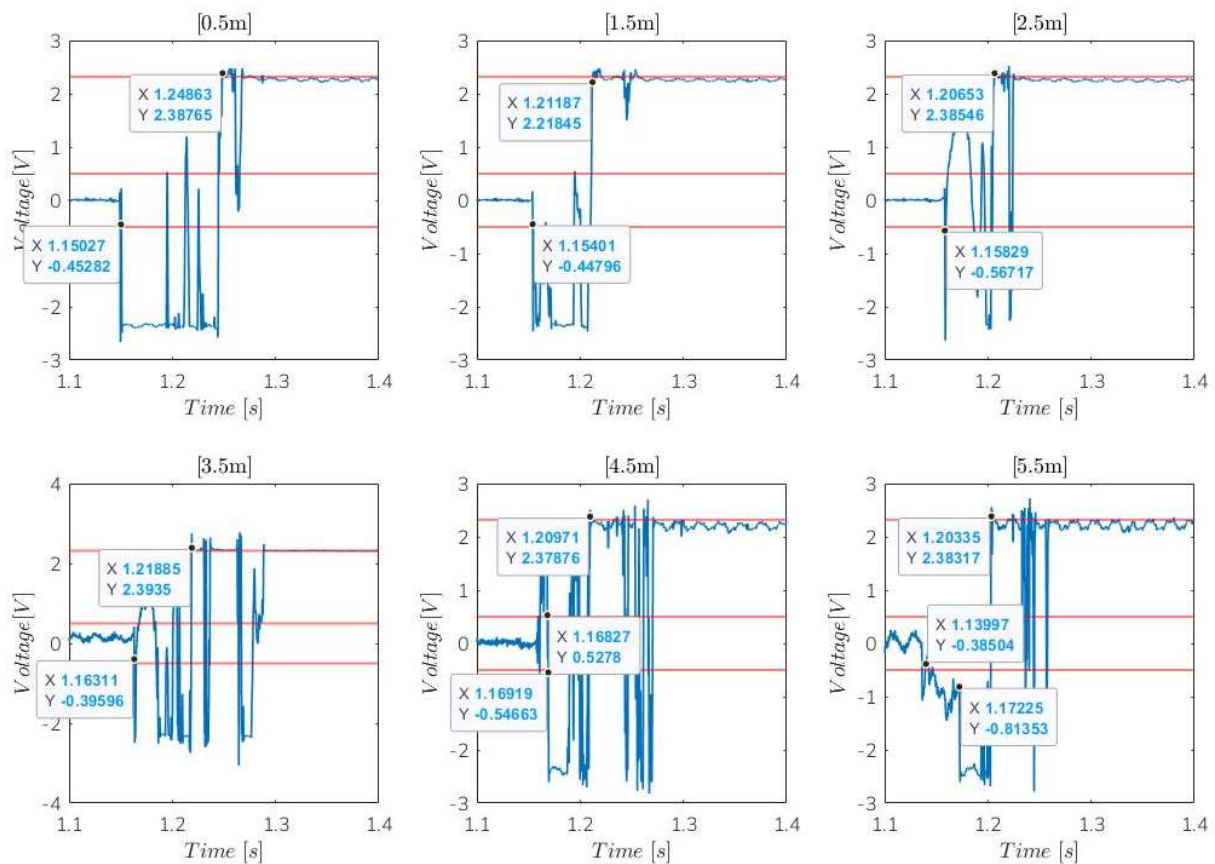 [0.5m]
3
2
1
0
-1
-2
-3
Voltage[V]
X 1.24863
Y 2.38765
X 1.15027
Y -0.45282
1.1 1.2 1.3 1.4
Time [s]
[1.5m]
3
2
1
0
-1
-2
-3
Voltage[V]
X 1.21187
Y 2.21845
X 1.15401
Y -0.44796
1.1 1.2 1.3 1.4
Time [s]
[2.5m]
3
2
1
0
-1
-2
-3
Voltage[V]
X 1.20653
Y 2.38546
X 1.15829
Y -0.56717
1.1 1.2 1.3 1.4
Time [s]
[3.5m]
4
2
0
-2
-4
Voltage[V]
X 1.21885
Y 2.3935
X 1.16311
Y -0.39596
1.1 1.2 1.3 1.4
Time [s]
[4.5m]
3
2
1
0
-1
-2
-3
Voltage[V]
X 1.20971
Y 2.37876
X 1.16827
Y 0.5278
X 1.16919
Y -0.54663
1.1 1.2 1.3 1.4
Time [s]
[5.5m]
3
2
1
0
-1
-2
-3
Voltage[V]
X 1.20335
Y 2.38317
X 1.13997
Y -0.38504
X 1.17225
Y -0.81353
1.1 1.2 1.3 1.4
Time [s]